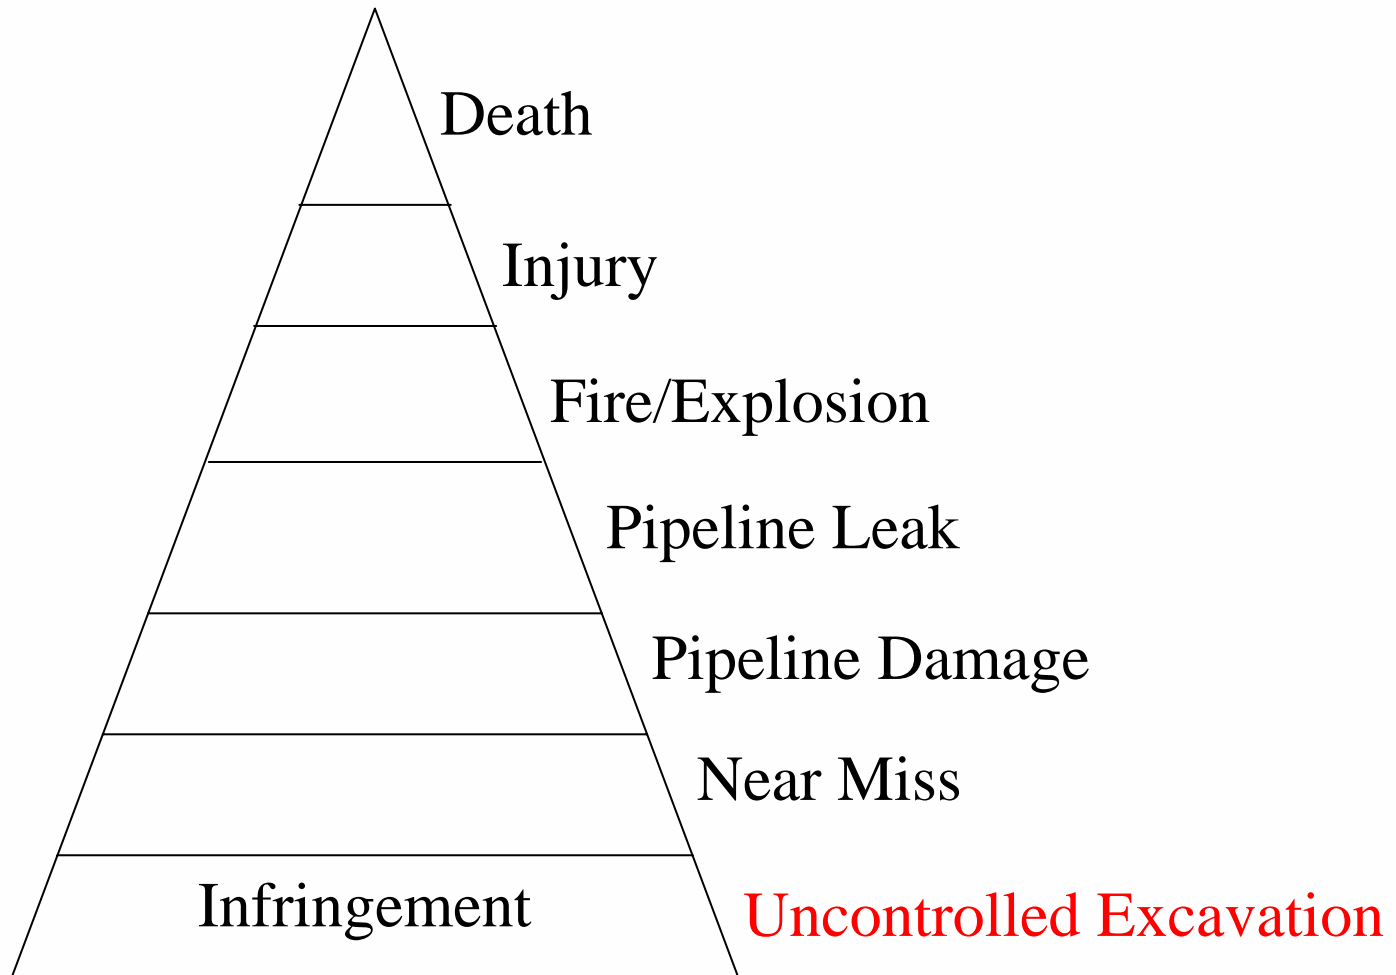 Death
Injury
Fire/Explosion
Pipeline Leak
Pipeline Damage
Near Miss
Infringement
Uncontrolled Excavation